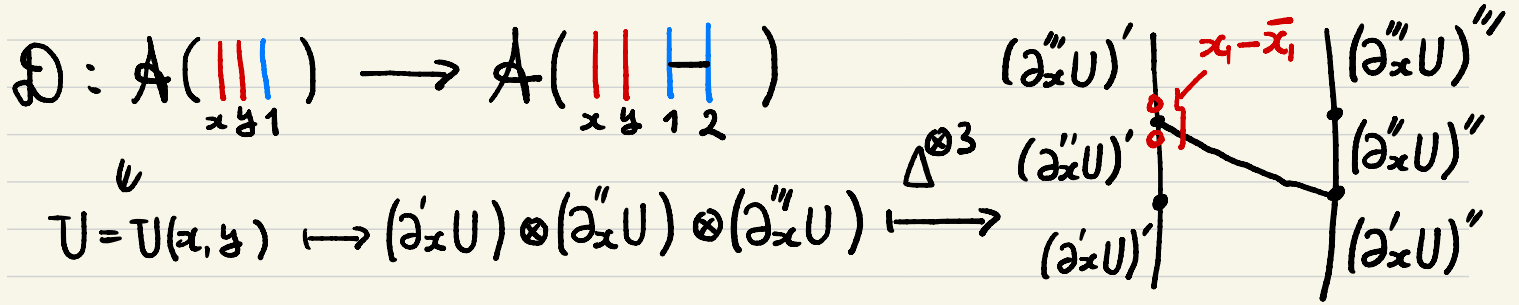 𝔻 : A( ||| ) ⟶ A( || H )
x y 1 x y 1 2
U = U(x,y) ⟼ (∂'ₓU) ⊗ (∂''ₓU) ⊗ (∂'''ₓU) ⟼ Δ^{⊗3}
(∂'''ₓU)' x₁ − x̄₁ (∂'''ₓU)'''
(∂''ₓU)' (∂''ₓU)''
(∂'ₓU)' (∂'ₓU)''